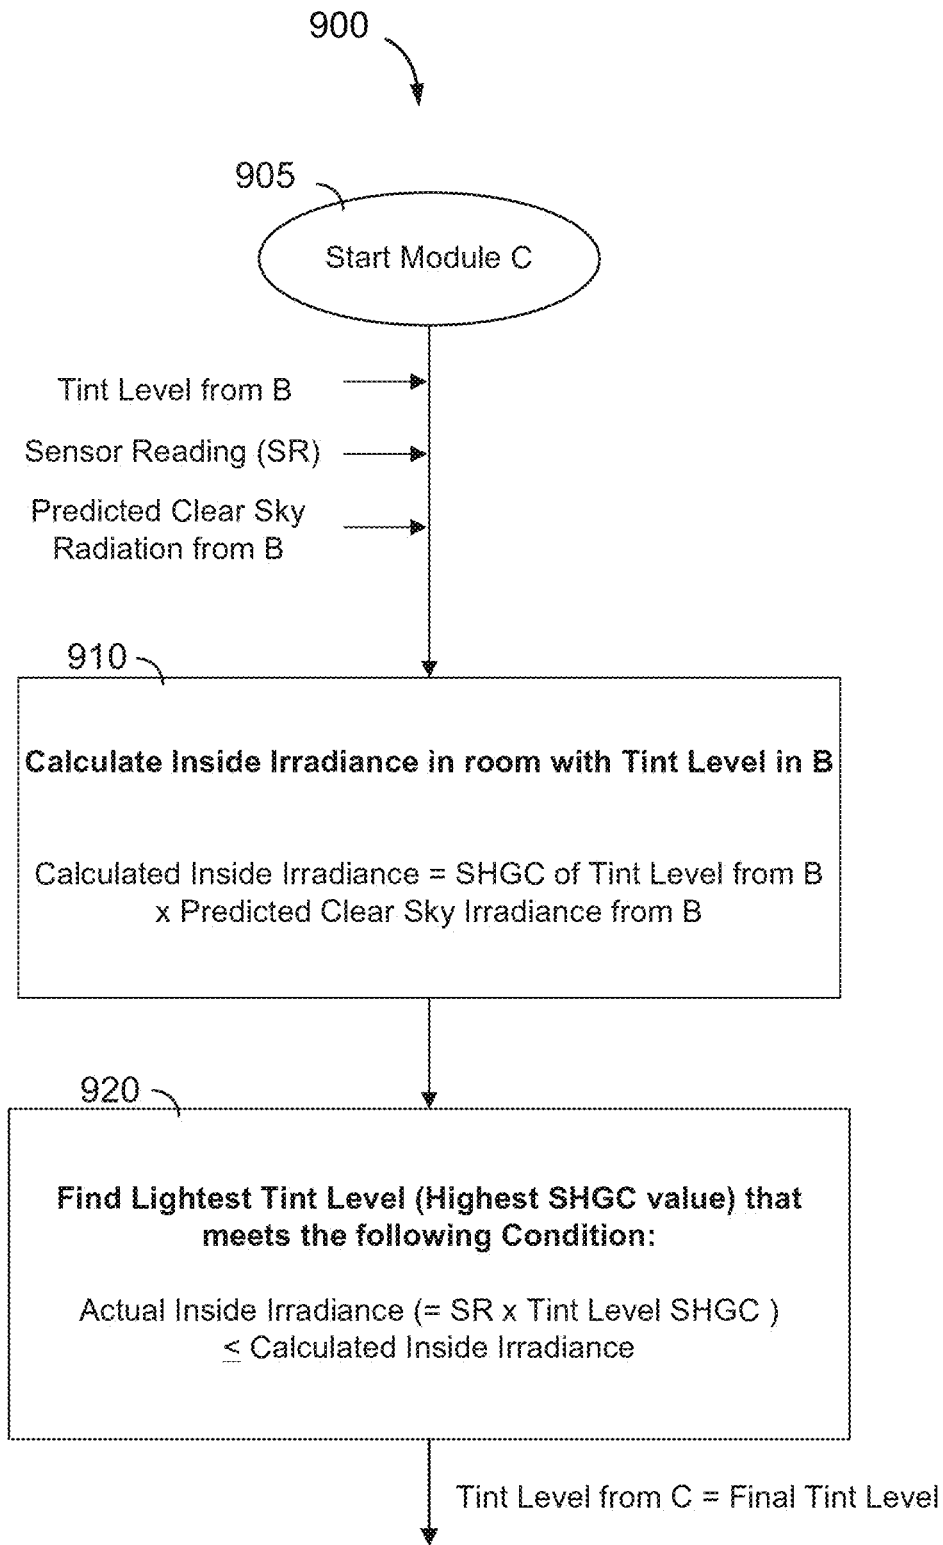 900
905
Start Module C
Tint Level from B
Sensor Reading (SR)
Predicted Clear Sky
Radiation from B
910
Calculate Inside Irradiance in room with Tint Level in B
Calculated Inside Irradiance = SHGC of Tint Level from B
x Predicted Clear Sky Irradiance from B
920
Find Lightest Tint Level (Highest SHGC value) that
meets the following Condition:
Actual Inside Irradiance (= SR x Tint Level SHGC )
≤ Calculated Inside Irradiance
Tint Level from C = Final Tint Level